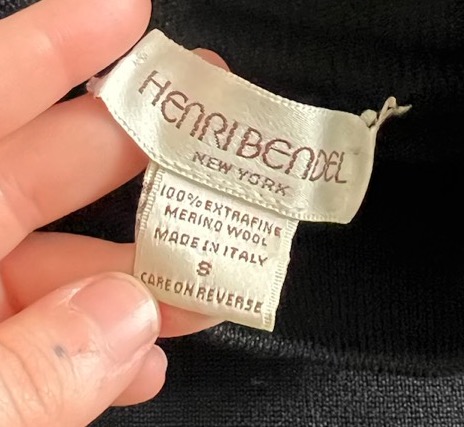 HENRI BENDEL
NEW YORK
100% EXTRAFINE
MERINO WOOL
MADE IN ITALY
S
CARE ON REVERSE